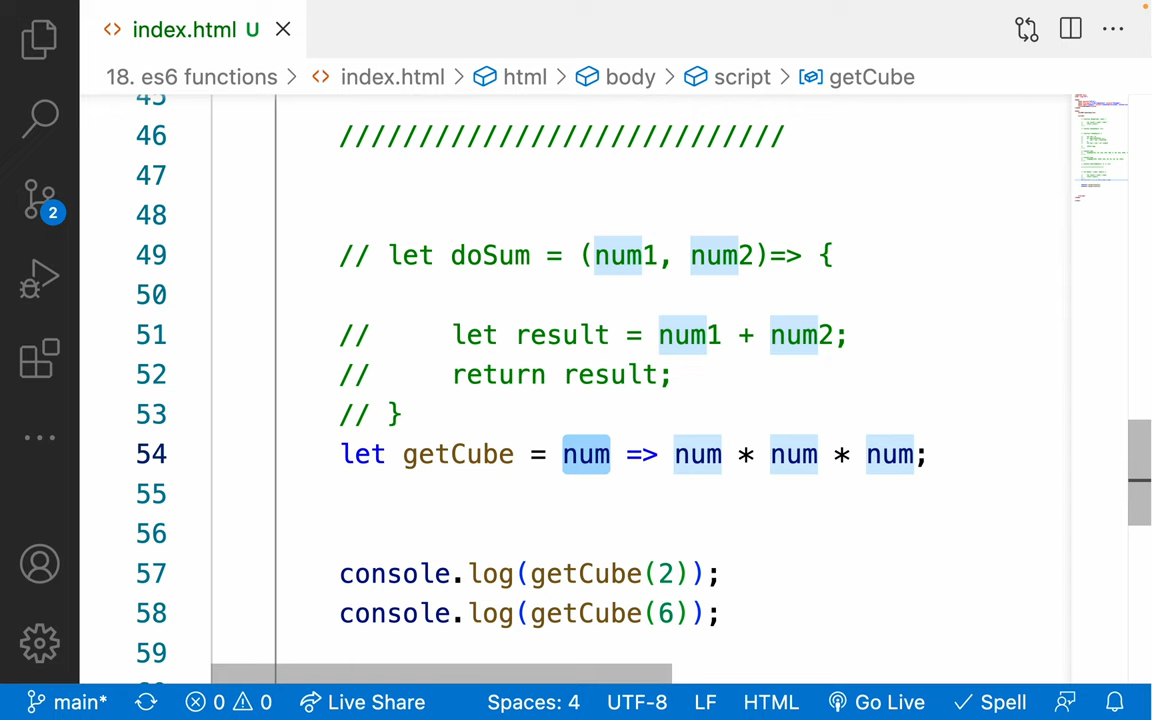 index.html U
18. es6 functions > index.html > html > body > script > getCube
45
46 ////////////////////////////
47
48
49 // let doSum = (num1, num2)=> {
50
51 //     let result = num1 + num2;
52 //     return result;
53 // }
54 let getCube = num => num * num * num;
55
56
57 console.log(getCube(2));
58 console.log(getCube(6));
59
2
main* 0 0 Live Share Spaces: 4 UTF-8 LF HTML Go Live Spell